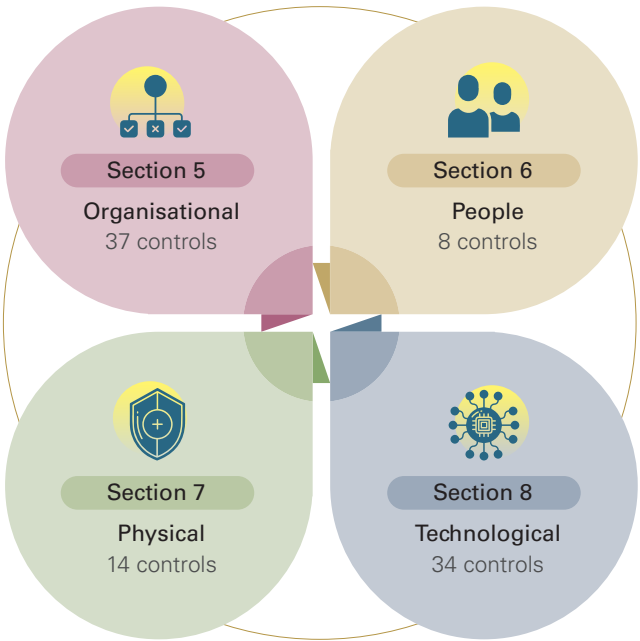 Section 5
Organisational
37 controls
Section 6
People
8 controls
Section 7
Physical
14 controls
Section 8
Technological
34 controls